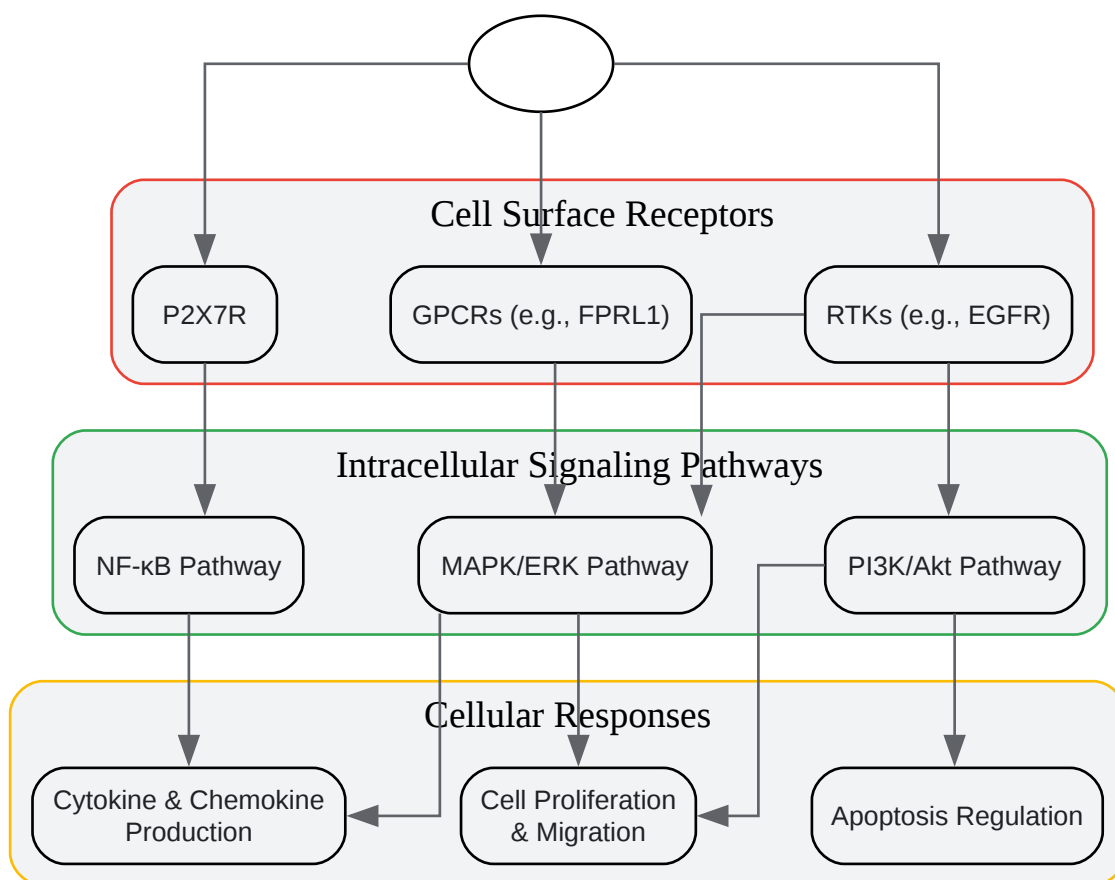 Cell Surface Receptors
P2X7R
GPCRs (e.g., FPRL1)
RTKs (e.g., EGFR)
Intracellular Signaling Pathways
NF-κB Pathway
MAPK/ERK Pathway
PI3K/Akt Pathway
Cellular Responses
Cytokine & Chemokine
Production
Cell Proliferation
& Migration
Apoptosis Regulation